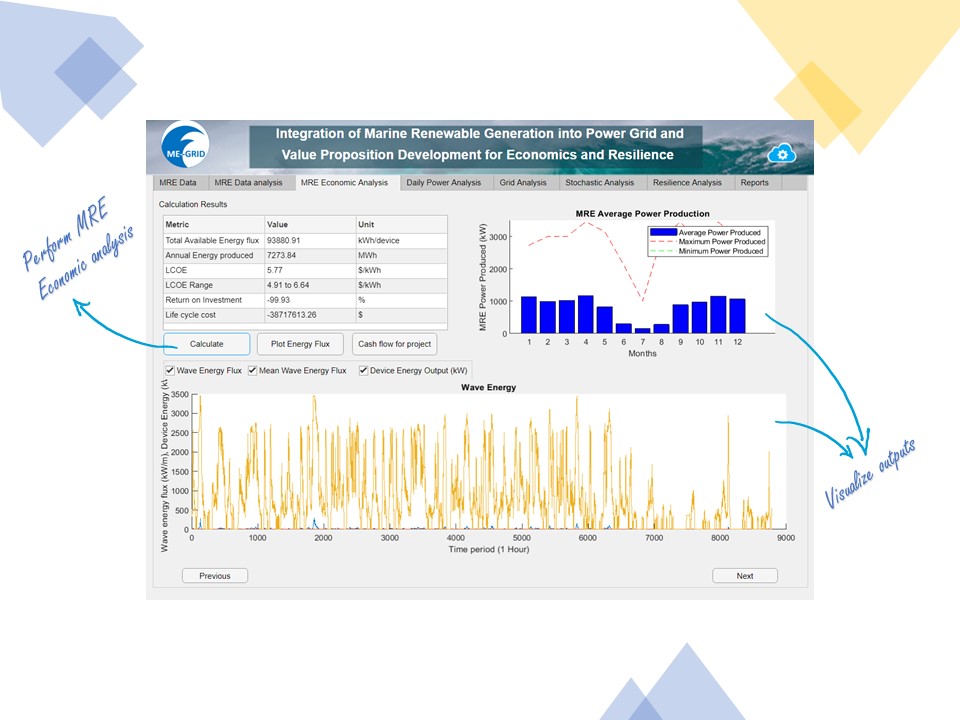 ME-GRID
Integration of Marine Renewable Generation into Power Grid and
Value Proposition Development for Economics and Resilience
MRE Data
MRE Data analysis
MRE Economic Analysis
Daily Power Analysis
Grid Analysis
Stochastic Analysis
Resilience Analysis
Reports
Perform MRE
Economic analysis
Calculation Results
Metric Value Unit
Total Available Energy flux 93880.91 kWh/device
Annual Energy produced 7273.84 MWh
LCOE 5.77 $/kWh
LCOE Range 4.91 to 6.64 $/kWh
Return on Investment -99.93 %
Life cycle cost -38717613.26 $
Calculate
Plot Energy Flux
Cash flow for project
MRE Average Power Production
MRE Power Produced (kW)
3000
2000
1000
0
Average Power Produced
Maximum Power Produced
Minimum Power Produced
1 2 3 4 5 6 7 8 9 10 11 12
Months
Wave Energy Flux
Mean Wave Energy Flux
Device Energy Output (kW)
Wave Energy
Wave energy flux (kW/m), Device Energy (kW
3500
3000
2500
2000
1500
1000
500
0
0 1000 2000 3000 4000 5000 6000 7000 8000 9000
Time period (1 Hour)
Visualize outputs
Previous
Next